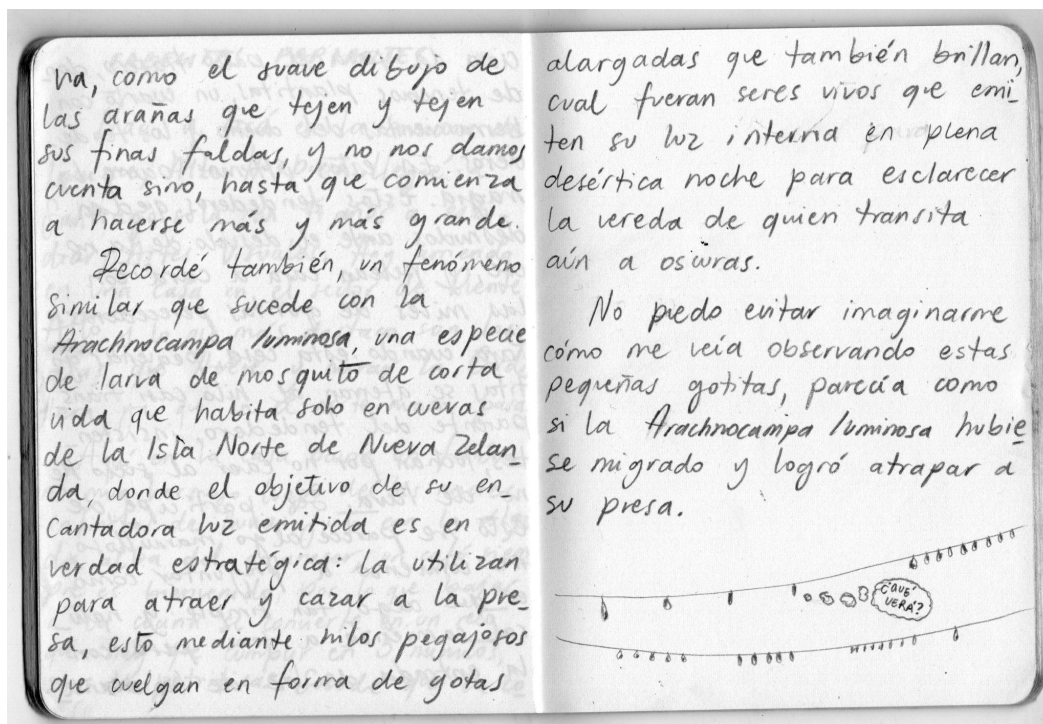 na, como el suave dibujo de
las arañas que tejen y tejen
sus finas faldas, y no nos damos
cuenta sino, hasta que comienza
a haverse más y más grande.
Recordé también, un fenómeno
similar que sucede con la
Arachnocampa luminosa, una especie
de larva de mosquito de corta
vida que habita solo en cuevas
de la Isla Norte de Nueva Zelan_
da, donde el objetivo de su en_
cantadora luz emitida es en
verdad estratégica: la utilizan
para atraer y cazar a la pre_
sa, esto mediante hilos pegajosos
que cuelgan en forma de gotas
alargadas que también brillan,
cual fueran seres vivos que emi_
ten su luz interna en plena
desértica noche para esclarecer
la vereda de quien transita
aún a oscuras.
No piedo evitar imaginarme
cómo me veía observando estas
pequeñas gotitas, parecía como
si la Arachnocampa luminosa hubie_
se migrado y logró atrapar a
su presa.
¿QUÉ
VERÁ?